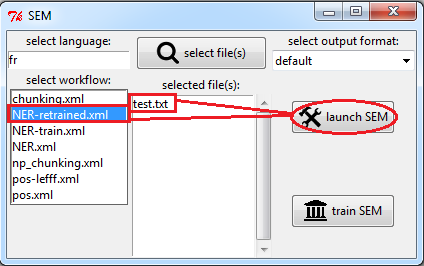 SEM
select language:
fr
select file(s)
select output format:
default
select workflow:
chunking.xml
NER-retrained.xml
NER-train.xml
NER.xml
np_chunking.xml
pos-lefff.xml
pos.xml
selected file(s):
test.txt
launch SEM
train SEM